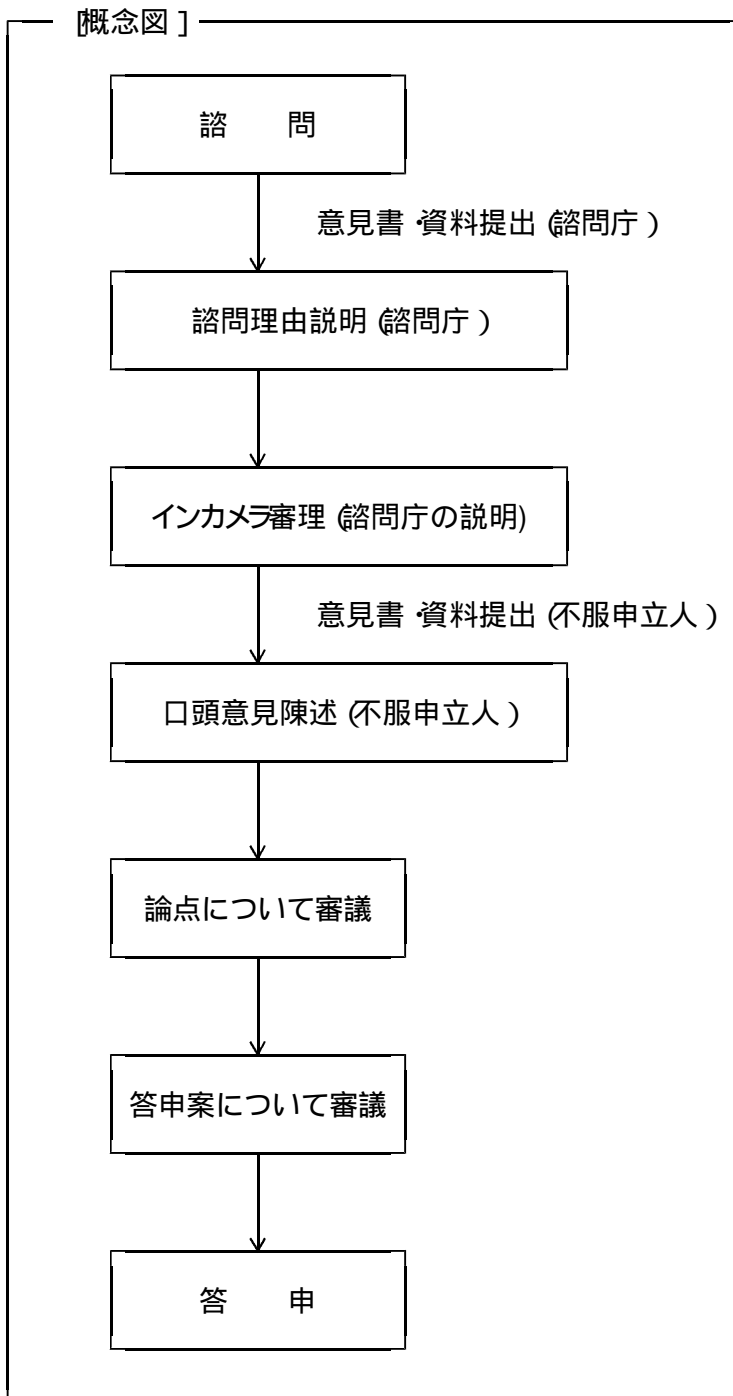 [概念図]
諮 問
意見書・資料提出(諮問庁)
諮問理由説明(諮問庁)
インカメラ審理(諮問庁の説明)
意見書・資料提出(不服申立人)
口頭意見陳述(不服申立人)
論点について審議
答申案について審議
答 申